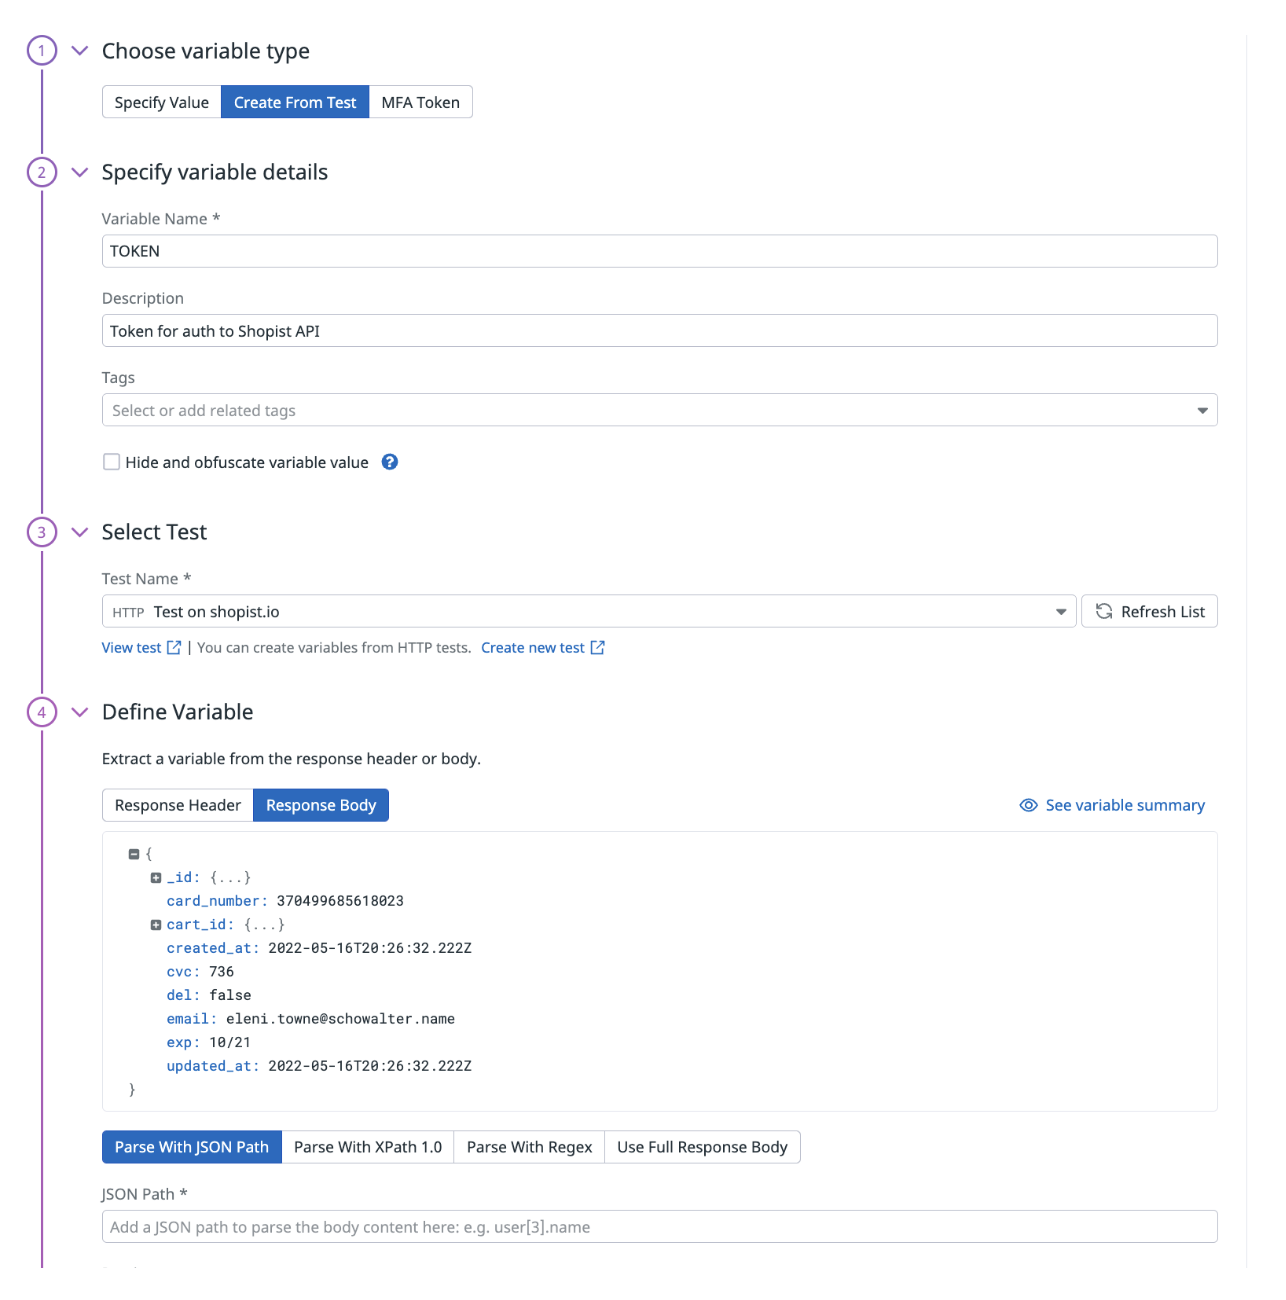 1 Choose variable type
Specify Value Create From Test MFA Token
2 Specify variable details
Variable Name *
TOKEN
Description
Token for auth to Shopist API
Tags
Select or add related tags
Hide and obfuscate variable value ?
3 Select Test
Test Name *
HTTP Test on shopist.io Refresh List
View test | You can create variables from HTTP tests. Create new test
4 Define Variable
Extract a variable from the response header or body.
Response Header Response Body See variable summary
{
_id: {...}
card_number: 370499685618023
cart_id: {...}
created_at: 2022-05-16T20:26:32.222Z
cvc: 736
del: false
email: eleni.towne@schowalter.name
exp: 10/21
updated_at: 2022-05-16T20:26:32.222Z
}
Parse With JSON Path Parse With XPath 1.0 Parse With Regex Use Full Response Body
JSON Path *
Add a JSON path to parse the body content here: e.g. user[3].name